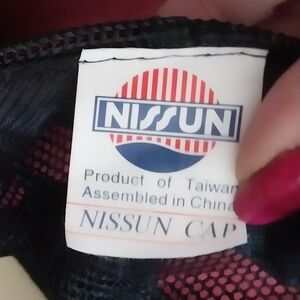 NISSUN
Product of Taiwan
Assembled in China
NISSUN CAP